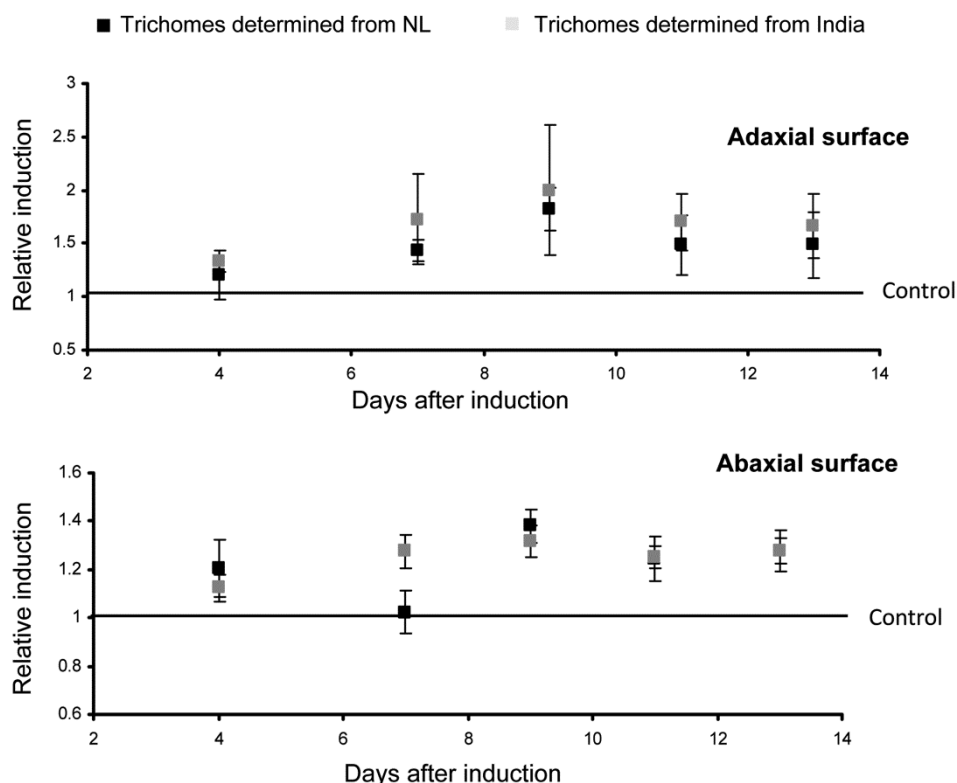 Trichomes determined from NL Trichomes determined from India
Adaxial surface
Relative induction
3
2.5
2
1.5
1
0.5
Control
2 4 6 8 10 12 14
Days after induction
Abaxial surface
Relative induction
1.6
1.4
1.2
1
0.8
0.6
Control
2 4 6 8 10 12 14
Days after induction